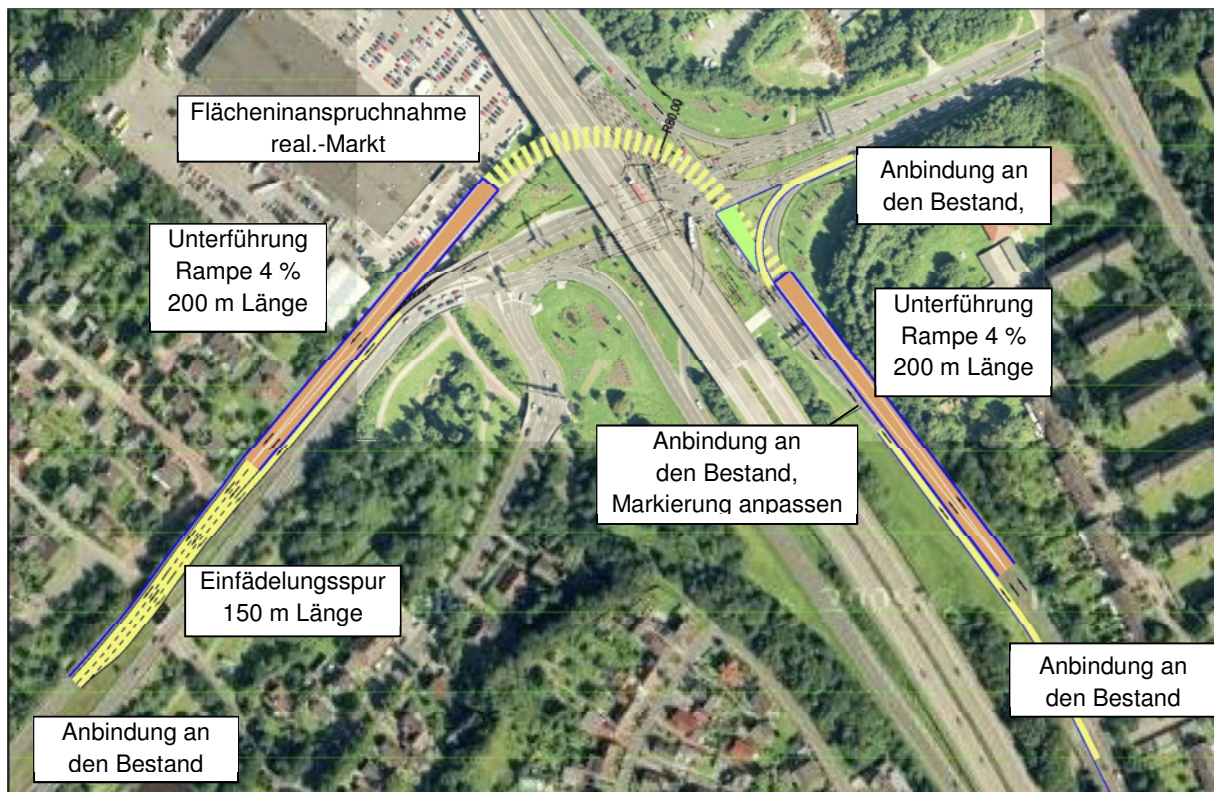 Flächeninanspruchnahme
real.-Markt
R80,00
Anbindung an
den Bestand,
Unterführung
Rampe 4 %
200 m Länge
Unterführung
Rampe 4 %
200 m Länge
Anbindung an
den Bestand,
Markierung anpassen
Einfädelungsspur
150 m Länge
Anbindung an
den Bestand
Anbindung an
den Bestand